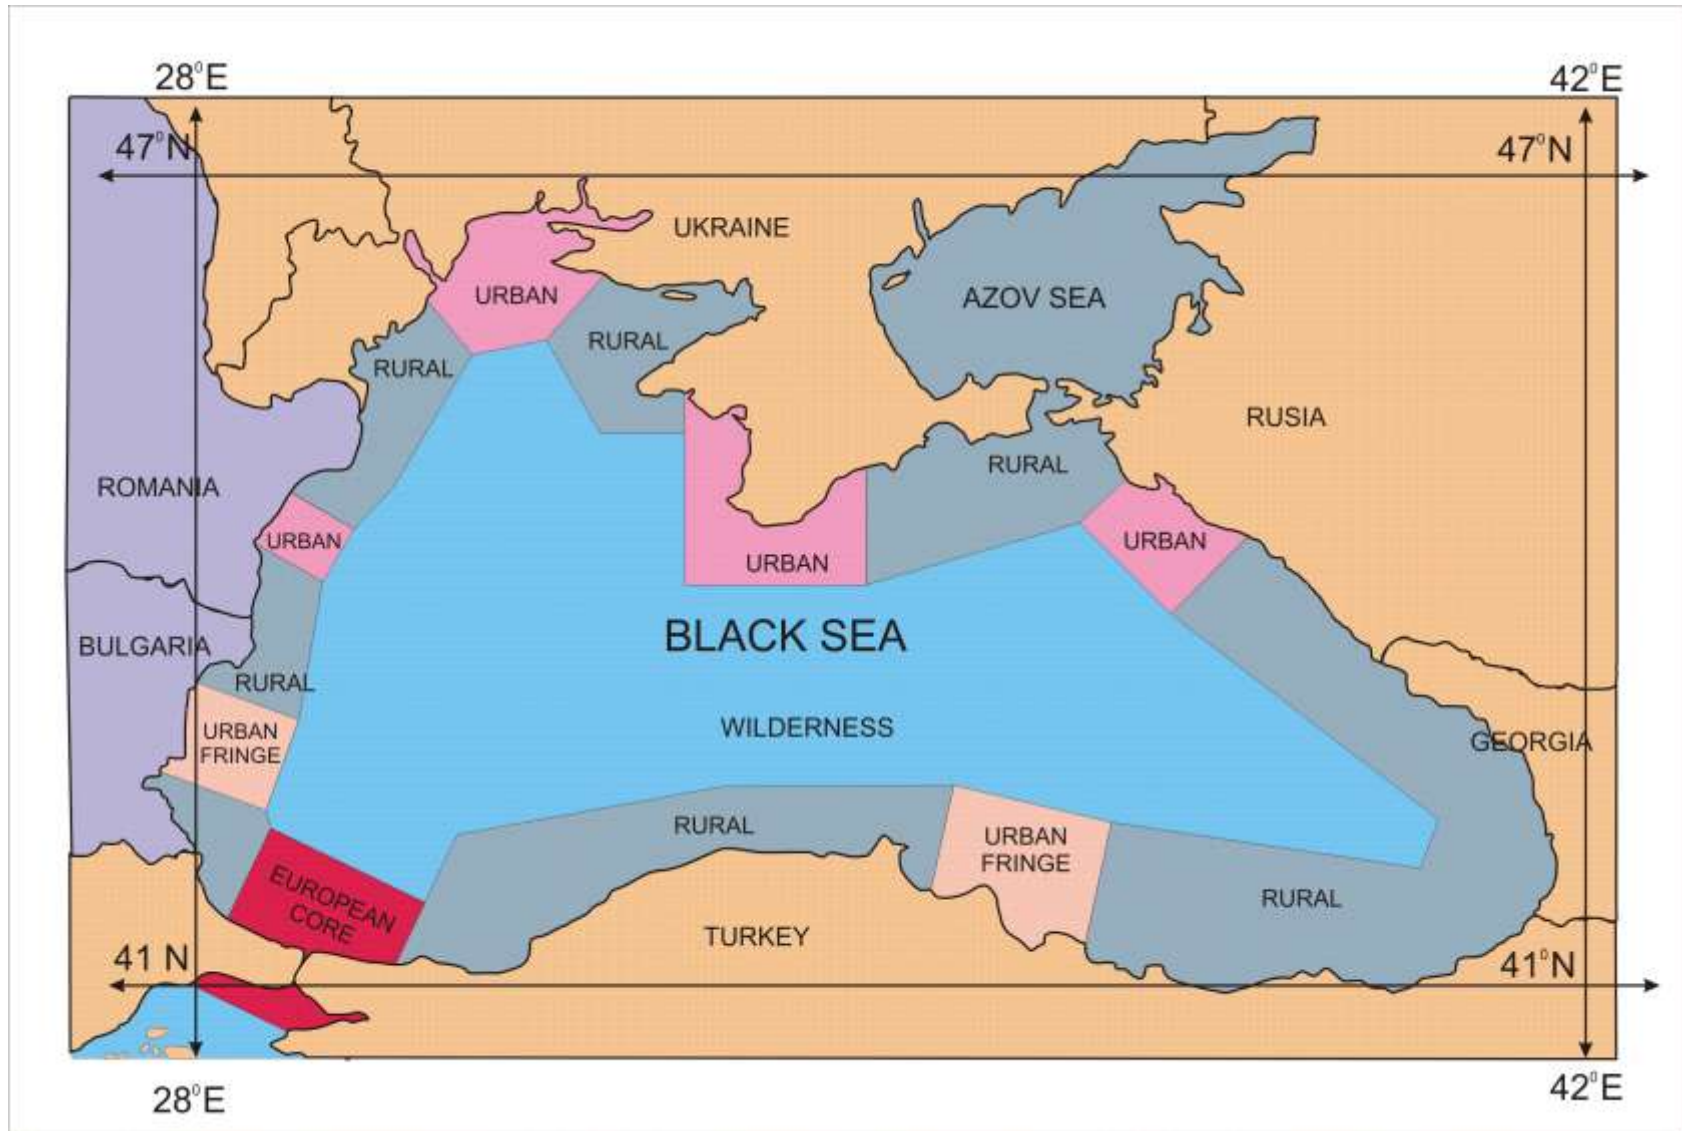 28°E
42°E
47°N
47°N
UKRAINE
URBAN
AZOV SEA
RURAL
RURAL
RUSIA
RURAL
ROMANIA
URBAN
URBAN
URBAN
BLACK SEA
BULGARIA
RURAL
WILDERNESS
URBAN
FRINGE
GEORGIA
RURAL
URBAN
FRINGE
EUROPEAN
CORE
RURAL
TURKEY
41 N
41°N
28°E
42°E